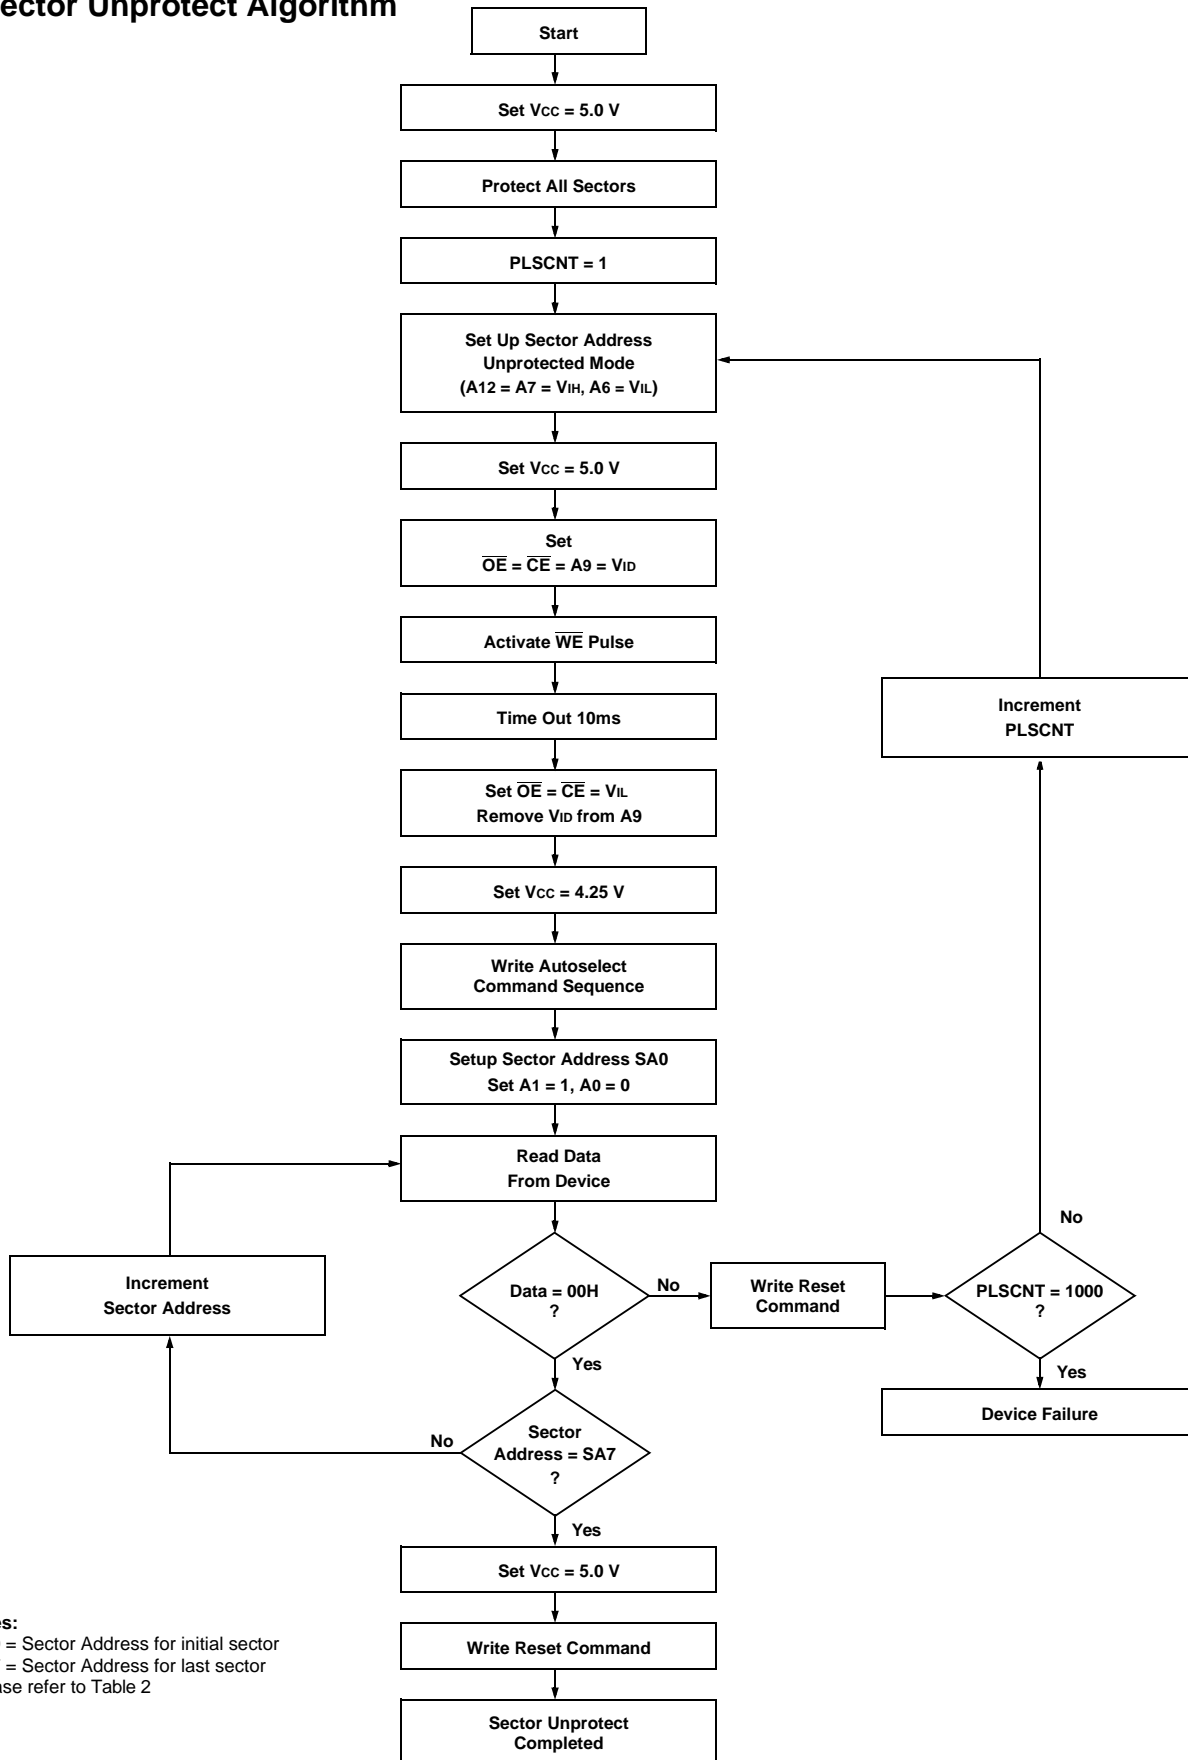 ector Unprotect Algorithm
Start
Set VCC = 5.0 V
Protect All Sectors
PLSCNT = 1
Set Up Sector Address
Unprotected Mode
(A12 = A7 = VIH, A6 = VIL)
Set VCC = 5.0 V
Set
O̅E̅ = C̅E̅ = A9 = VID
Activate W̅E̅ Pulse
Time Out 10ms
Increment
PLSCNT
Set O̅E̅ = C̅E̅ = VIL
Remove VID from A9
Set VCC = 4.25 V
Write Autoselect
Command Sequence
Setup Sector Address SA0
Set A1 = 1, A0 = 0
Read Data
From Device
No
Increment
Sector Address
Data = 00H
?
No
Write Reset
Command
PLSCNT = 1000
?
Yes
Yes
Device Failure
No
Sector
Address = SA7
?
Yes
Set VCC = 5.0 V
Write Reset Command
Sector Unprotect
Completed
es:
= Sector Address for initial sector
= Sector Address for last sector
ase refer to Table 2